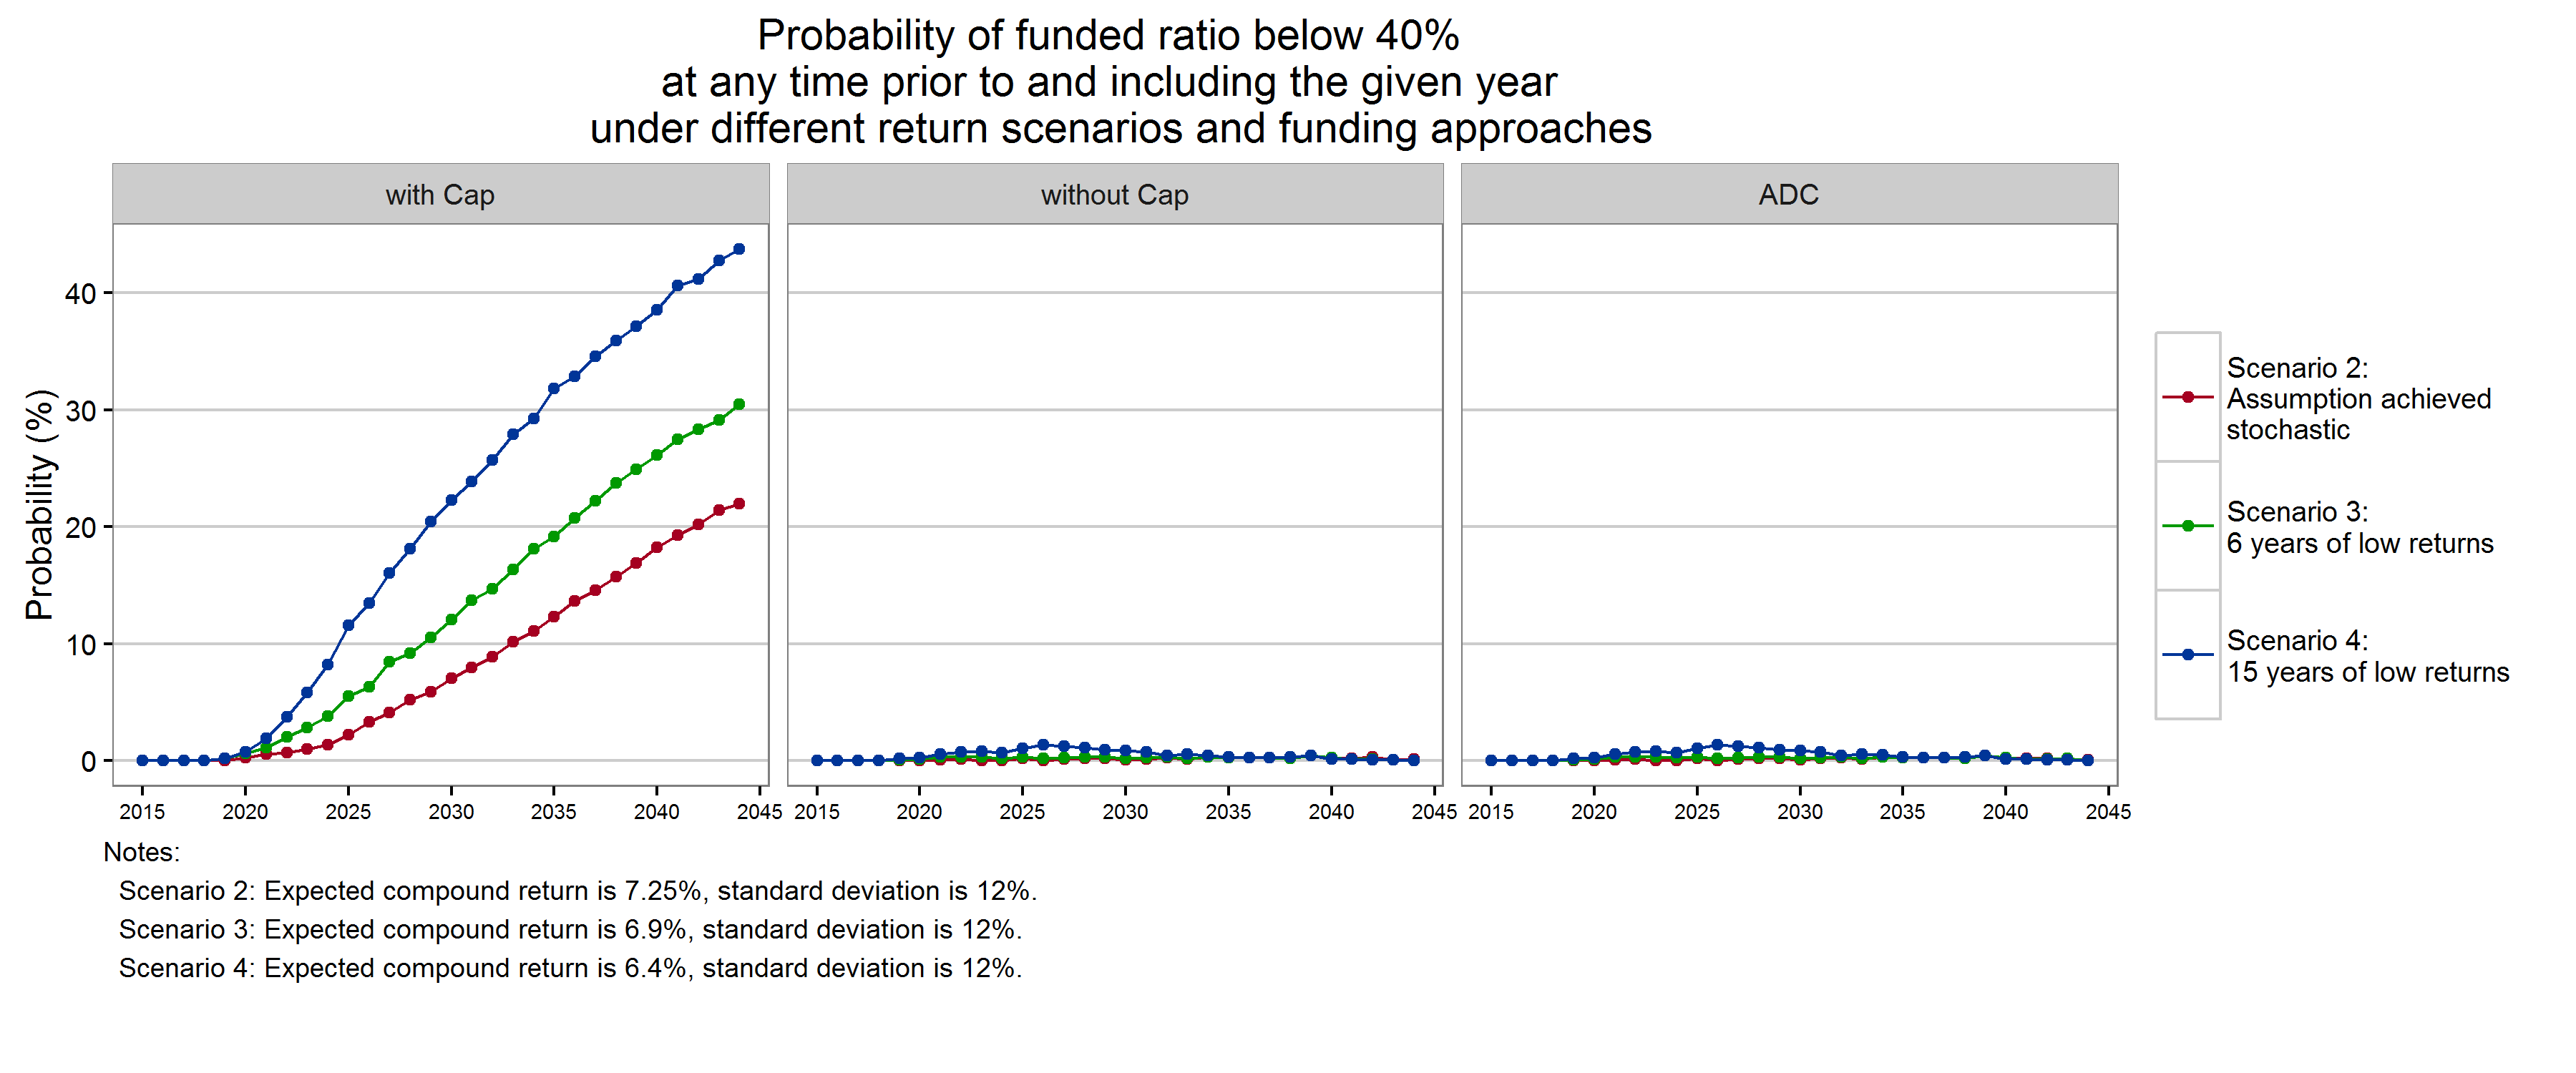 Probability of funded ratio below 40%
at any time prior to and including the given year
under different return scenarios and funding approaches
with Cap
without Cap
ADC
Probability (%)
40
30
20
10
0
2015 2020 2025 2030 2035 2040 2045
2015 2020 2025 2030 2035 2040 2045
2015 2020 2025 2030 2035 2040 2045
Scenario 2:
Assumption achieved
stochastic
Scenario 3:
6 years of low returns
Scenario 4:
15 years of low returns
Notes:
Scenario 2: Expected compound return is 7.25%, standard deviation is 12%.
Scenario 3: Expected compound return is 6.9%, standard deviation is 12%.
Scenario 4: Expected compound return is 6.4%, standard deviation is 12%.